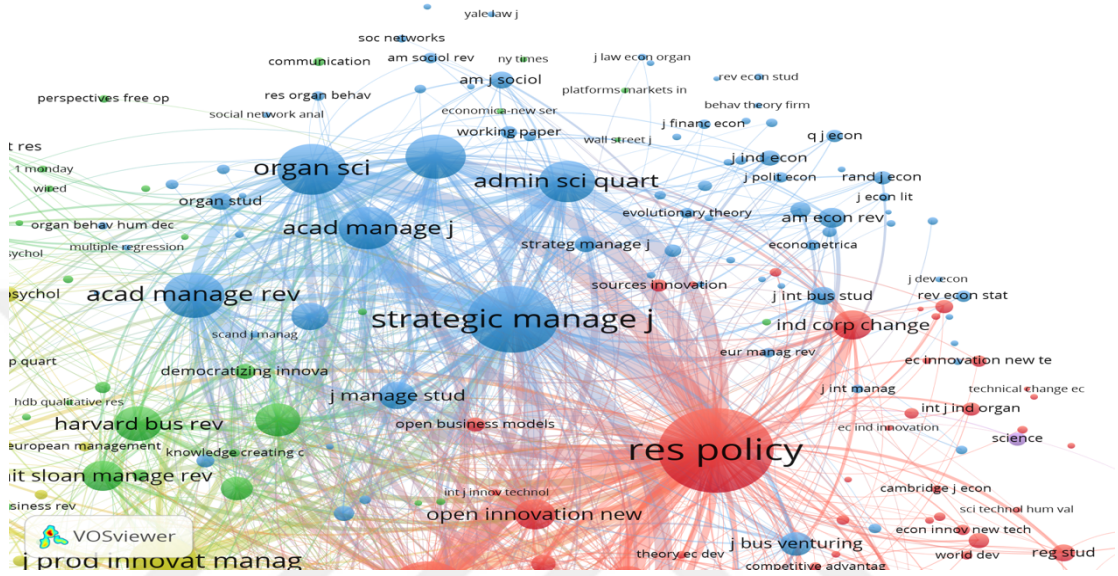 yale law j
soc networks
am sociol rev
ny times
j law econ organ
communication
am j sociol
rev econ stud
perspectives free op
res organ behav
platforms markets in
social network anal
economica-new ser
behav theory firm
working paper
j financ econ
q j econ
wall street j
t res
organ sci
j ind econ
1 monday
admin sci quart
j polit econ
rand j econ
wired
organ stud
j econ lit
evolutionary theory
am econ rev
organ behav hum dec
acad manage j
multiple regression
strateg manage j
econometrica
sychol
j dev econ
sources innovation
psychol
acad manage rev
j int bus stud
rev econ stat
strategic manage j
ind corp change
scand j manag
eur manag rev
p quart
ec innovation new te
democratizing innova
j int manag
technical change ec
hdb qualitative res
j manage stud
int j ind organ
harvard bus rev
open business models
ec ind innovation
science
european management
knowledge creating c
res policy
uit sloan manage rev
cambridge j econ
int j innov technol
siness rev
sci technol hum val
open innovation new
econ innov new tech
VOSviewer
j bus venturing
theory ec dev
world dev
reg stud
j prod innovat manag
competitive advantag